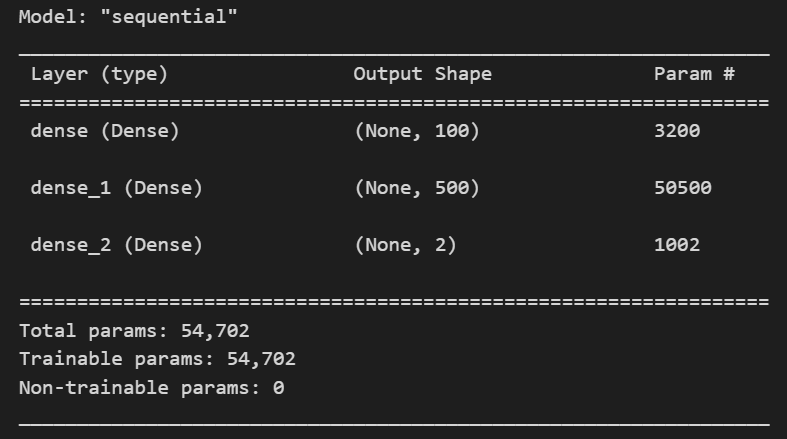 Model: "sequential"
_________________________________________________________________
Layer (type) Output Shape Param #
=================================================================
dense (Dense) (None, 100) 3200
dense_1 (Dense) (None, 500) 50500
dense_2 (Dense) (None, 2) 1002
=================================================================
Total params: 54,702
Trainable params: 54,702
Non-trainable params: 0
_________________________________________________________________